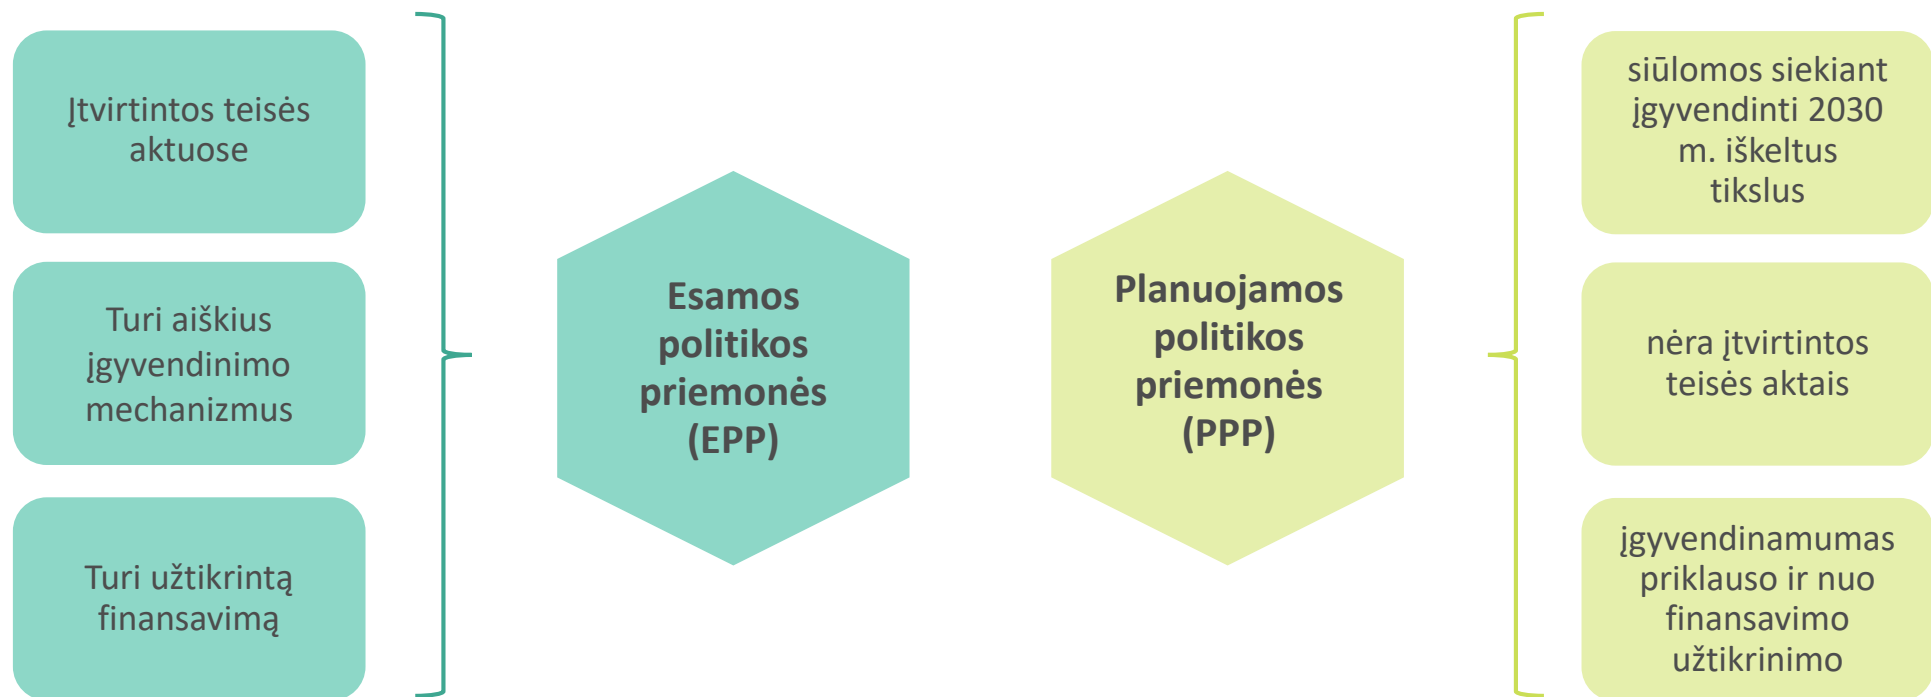 Įtvirtintos teisės
aktuose
Turi aiškius
įgyvendinimo
mechanizmus
Turi užtikrintą
finansavimą
Esamos
politikos
priemonės
(EPP)
Planuojamos
politikos
priemonės
(PPP)
siūlomos siekiant
įgyvendinti 2030
m. iškeltus
tikslus
nėra įtvirtintos
teisės aktais
įgyvendinamumas
priklauso ir nuo
finansavimo
užtikrinimo